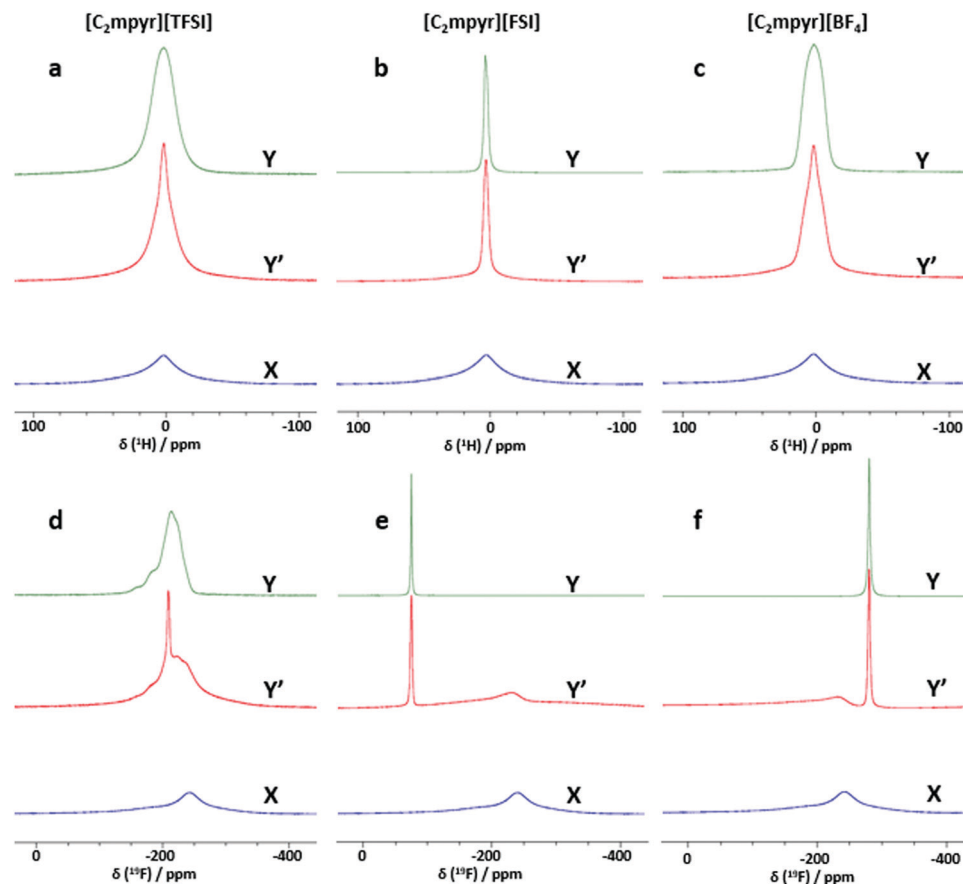 [C₂mpyr][TFSI] [C₂mpyr][FSI] [C₂mpyr][BF₄]
a b c
Y Y Y
Y' Y' Y'
X X X
100 0 -100 100 0 -100 100 0 -100
δ (¹H) / ppm δ (¹H) / ppm δ (¹H) / ppm
d e f
Y Y Y
Y' Y' Y'
X X X
0 -200 -400 0 -200 -400 0 -200 -400
δ (¹⁹F) / ppm δ (¹⁹F) / ppm δ (¹⁹F) / ppm